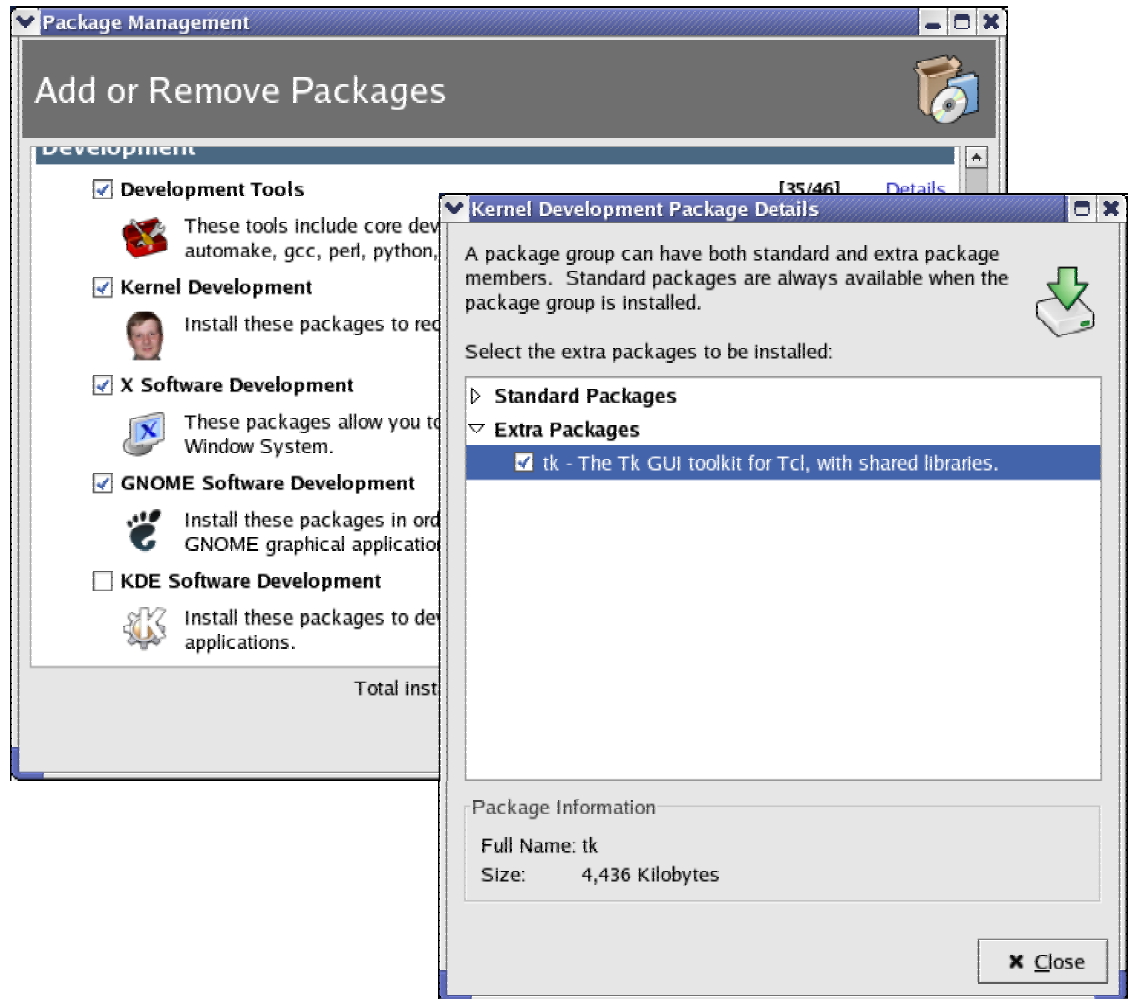 Package Management
Add or Remove Packages
Development
Development Tools [35/46] Details
These tools include core dev
automake, gcc, perl, python,
Kernel Development
Install these packages to rec
X Software Development
These packages allow you to
Window System.
GNOME Software Development
Install these packages in ord
GNOME graphical application
KDE Software Development
Install these packages to dev
applications.
Total inst
Kernel Development Package Details
A package group can have both standard and extra package
members. Standard packages are always available when the
package group is installed.
Select the extra packages to be installed:
Standard Packages
Extra Packages
tk - The Tk GUI toolkit for Tcl, with shared libraries.
Package Information
Full Name: tk
Size: 4,436 Kilobytes
Close